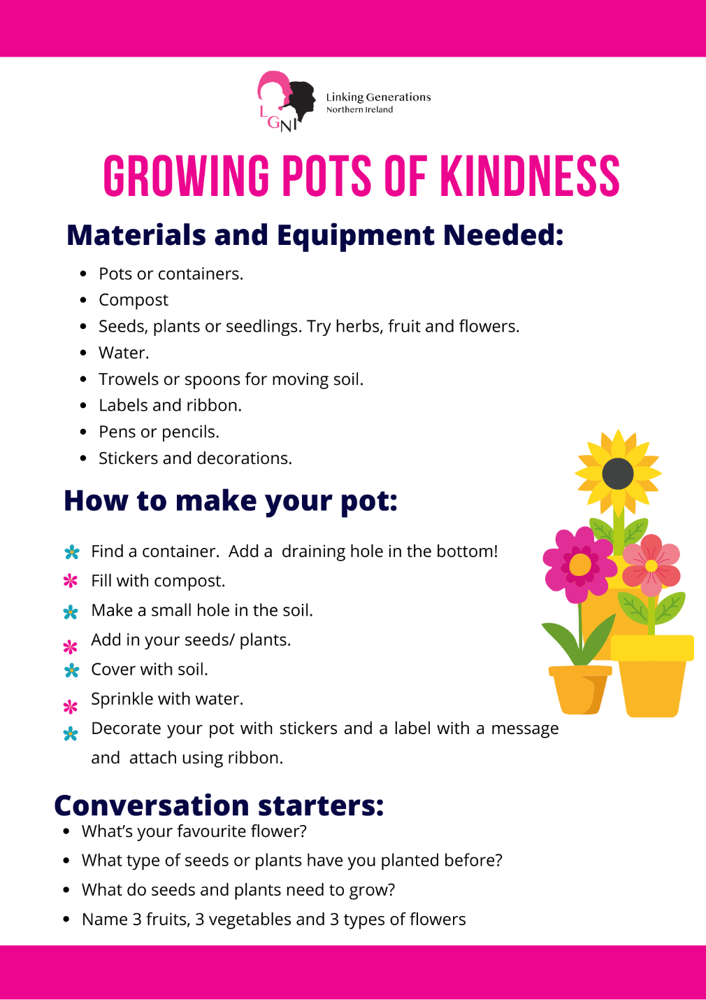 LGNI
Linking Generations
Northern Ireland
GROWING POTS OF KINDNESS
Materials and Equipment Needed:
Pots or containers.
Compost
Seeds, plants or seedlings. Try herbs, fruit and flowers.
Water.
Trowels or spoons for moving soil.
Labels and ribbon.
Pens or pencils.
Stickers and decorations.
How to make your pot:
Find a container.  Add a  draining hole in the bottom!
Fill with compost.
Make a small hole in the soil.
Add in your seeds/ plants.
Cover with soil.
Sprinkle with water.
Decorate your pot with stickers and a label with a message
and  attach using ribbon.
Conversation starters:
What’s your favourite flower?
What type of seeds or plants have you planted before?
What do seeds and plants need to grow?
Name 3 fruits, 3 vegetables and 3 types of flowers